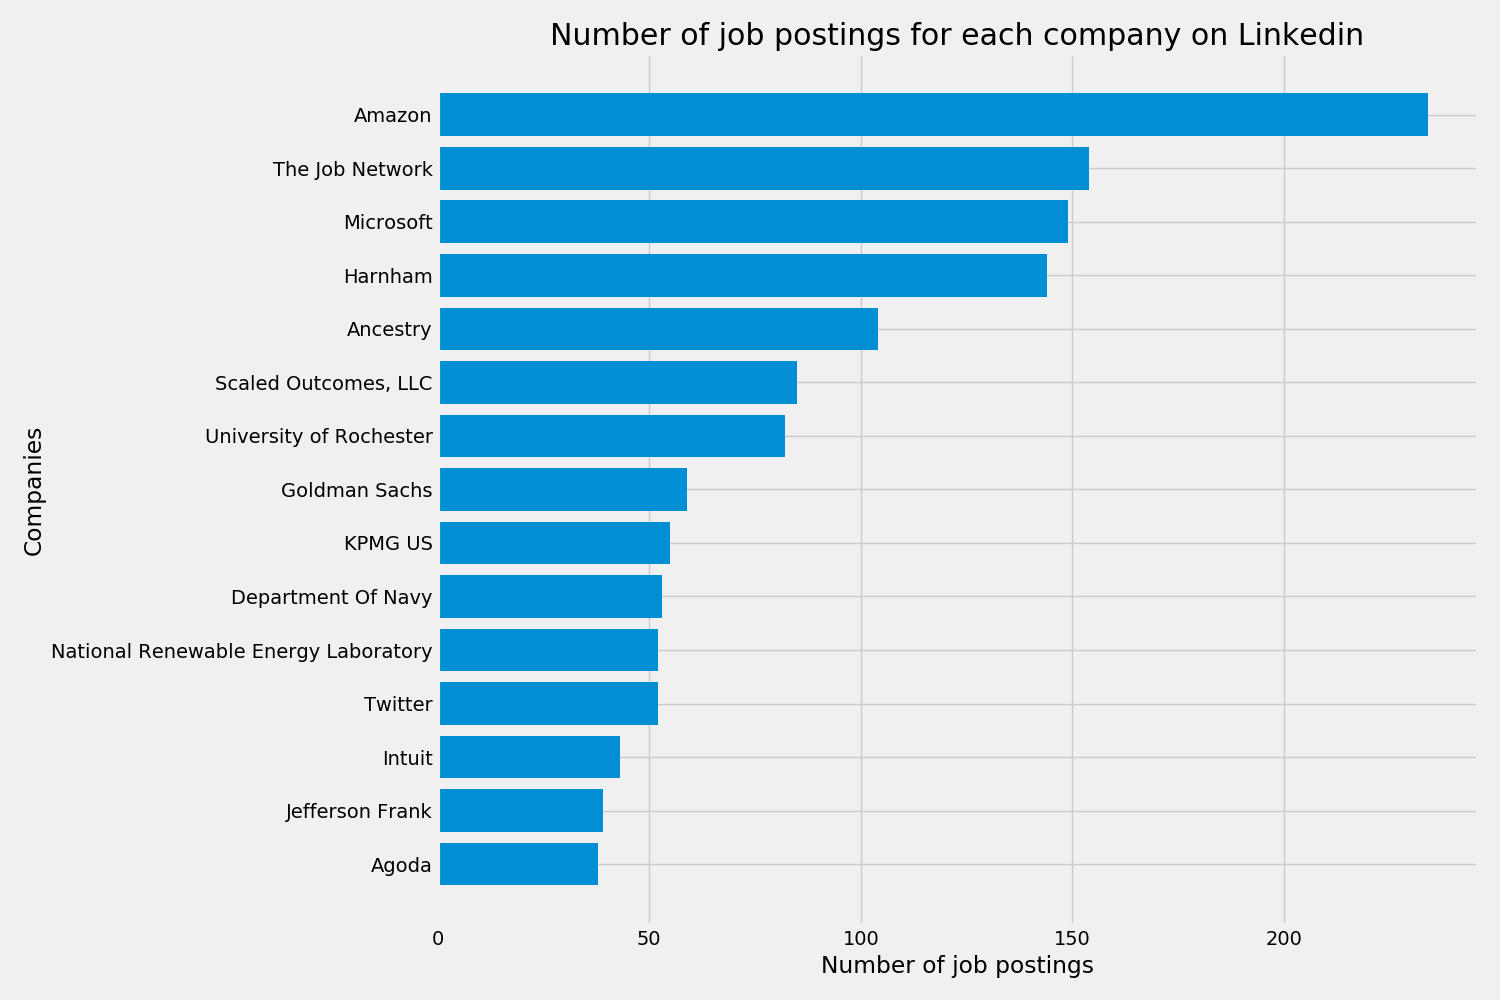 Number of job postings for each company on Linkedin
Amazon
The Job Network
Microsoft
Harnham
Ancestry
Scaled Outcomes, LLC
University of Rochester
Goldman Sachs
KPMG US
Department Of Navy
National Renewable Energy Laboratory
Twitter
Intuit
Jefferson Frank
Agoda
Companies
0 50 100 150 200
Number of job postings